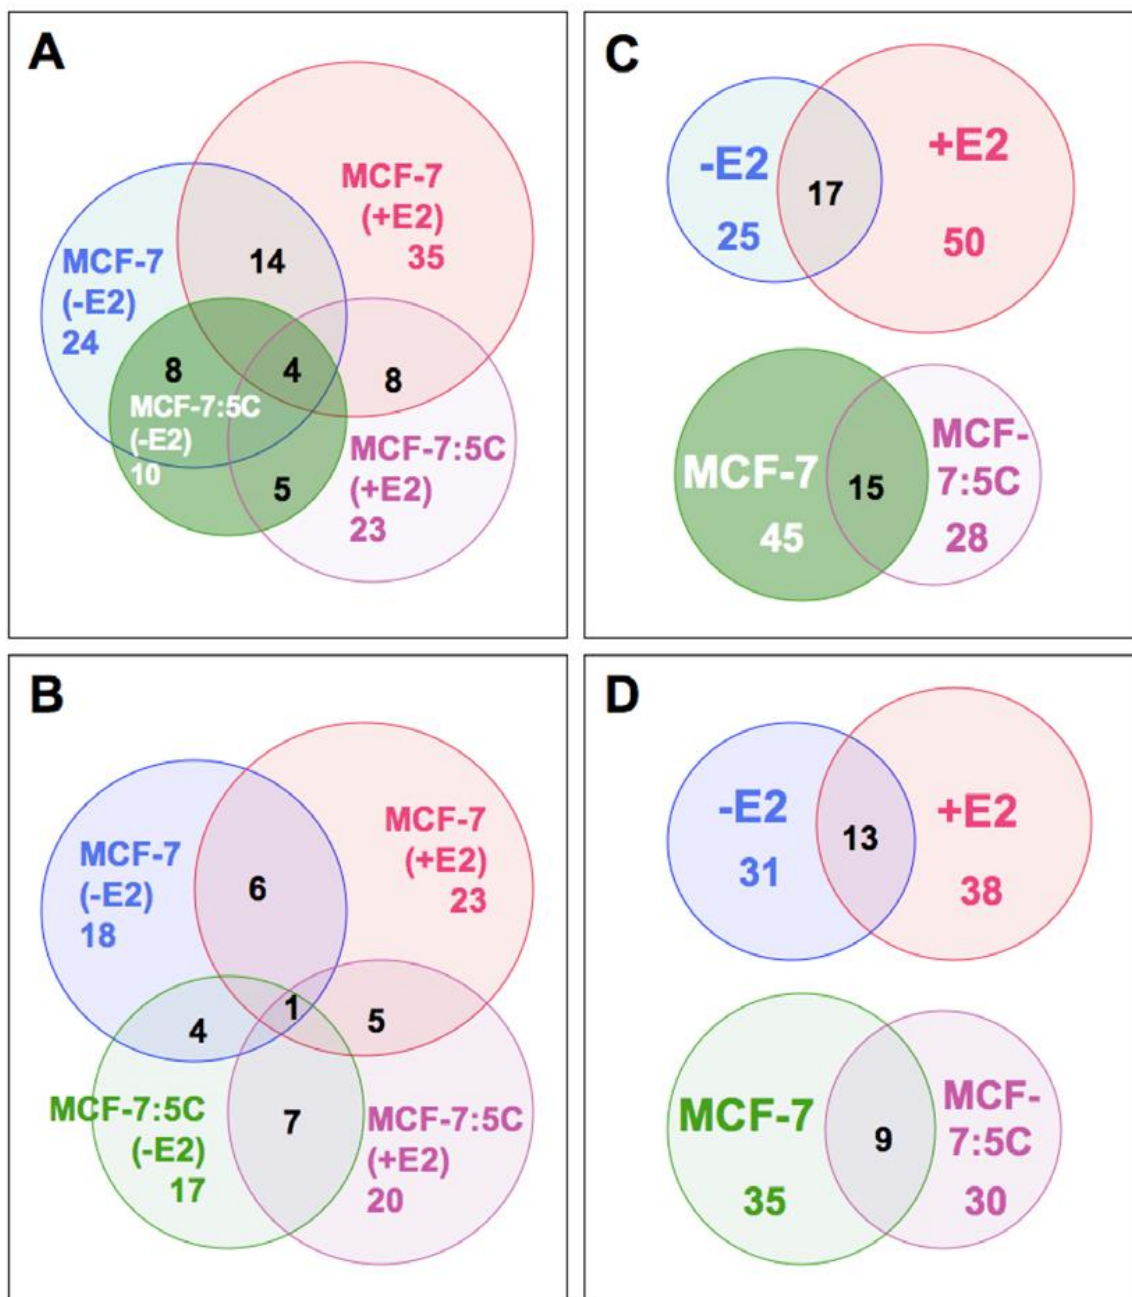 A
MCF-7
(+E2)
35
MCF-7
(-E2)
24
14
8
4
8
MCF-7:5C
(-E2)
10
5
MCF-7:5C
(+E2)
23
C
-E2
25
17
+E2
50
MCF-7
45
15
MCF-
7:5C
28
B
MCF-7
(-E2)
18
6
MCF-7
(+E2)
23
4
1
5
MCF-7:5C
(-E2)
17
7
MCF-7:5C
(+E2)
20
D
-E2
31
13
+E2
38
MCF-7
35
9
MCF-
7:5C
30